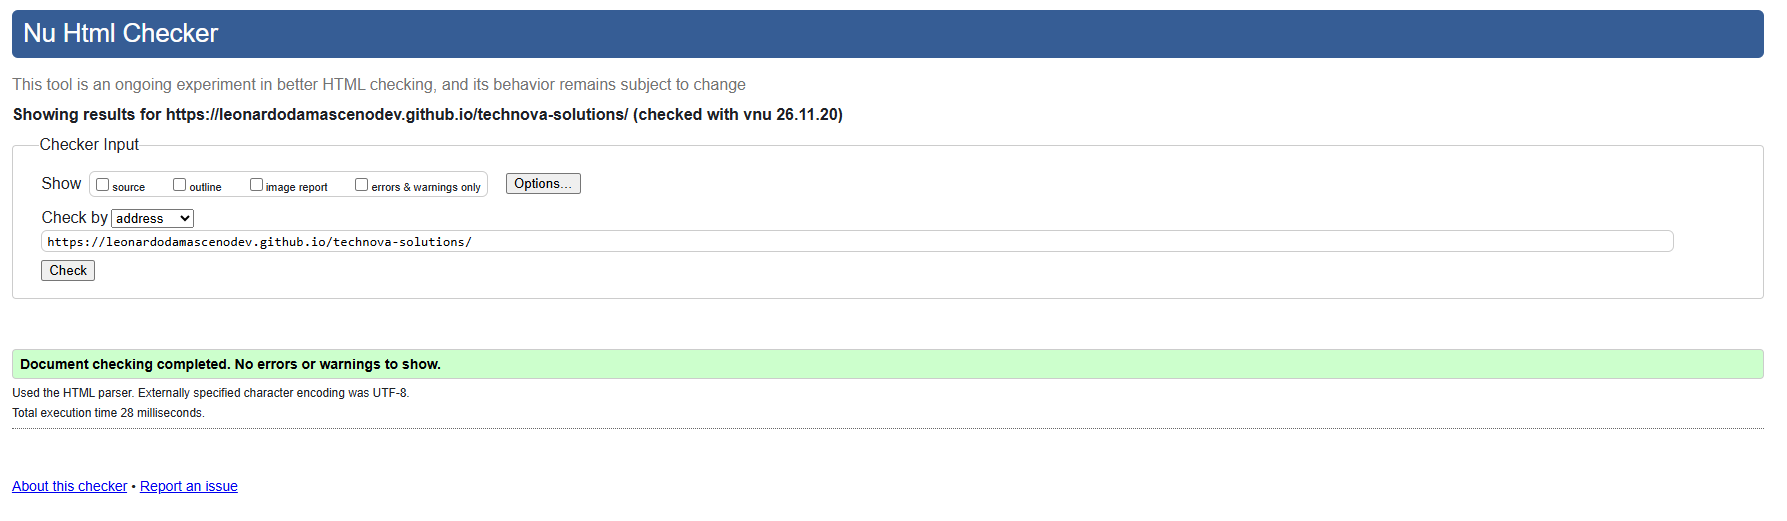 Nu Html Checker
This tool is an ongoing experiment in better HTML checking, and its behavior remains subject to change
Showing results for https://leonardodamascenodev.github.io/technova-solutions/ (checked with vnu 26.11.20)
Checker Input
Show source outline image report errors & warnings only Options...
Check by address
https://leonardodamascenodev.github.io/technova-solutions/
Check
Document checking completed. No errors or warnings to show.
Used the HTML parser. Externally specified character encoding was UTF-8.
Total execution time 28 milliseconds.
About this checker • Report an issue